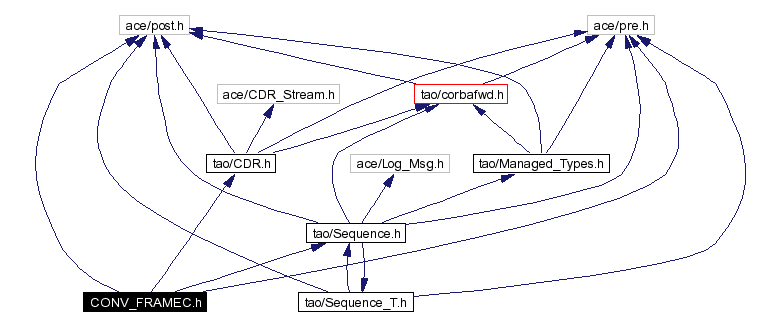 ace/post.h
ace/pre.h
ace/CDR_Stream.h
tao/corbafwd.h
tao/CDR.h
ace/Log_Msg.h
tao/Managed_Types.h
tao/Sequence.h
CONV_FRAMEC.h
tao/Sequence_T.h